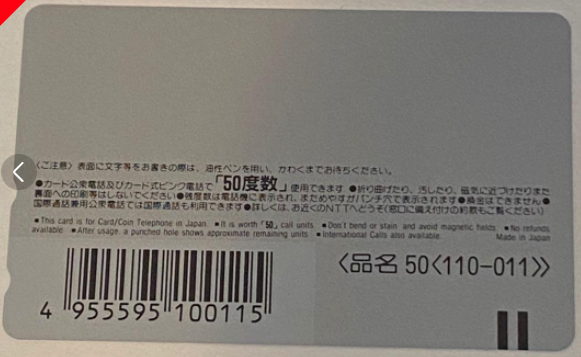 〈ご注意〉表面に文字等をお書きの際は、油性ペンを用い、かわくまでお待ちください。
●カード公衆電話及びカード式ピンク電話で「50度数」使用できます ●折り曲げたり、汚したり、磁気に近づけたりまた
裏面への印刷等はしないでください●残度数は電話機に表示され、まためやすがパンチ穴で表示されます●換金はできません●
国際通話兼用公衆電話では国際通話も利用できます●詳しくは、お近くのNTTへどうぞ(窓口に備え付けの約款もご覧ください)
●This card is for Card/Coin Telephone in Japan. ●It is worth「50」call units. ●Don't bend or stain and avoid magnetic fields. ●No refunds
available. ●After usage, a punched hole shows approximate remaining units. ●International Calls also available. Made in Japan
〈品名 50〈110-011〉〉
4 955595 100115